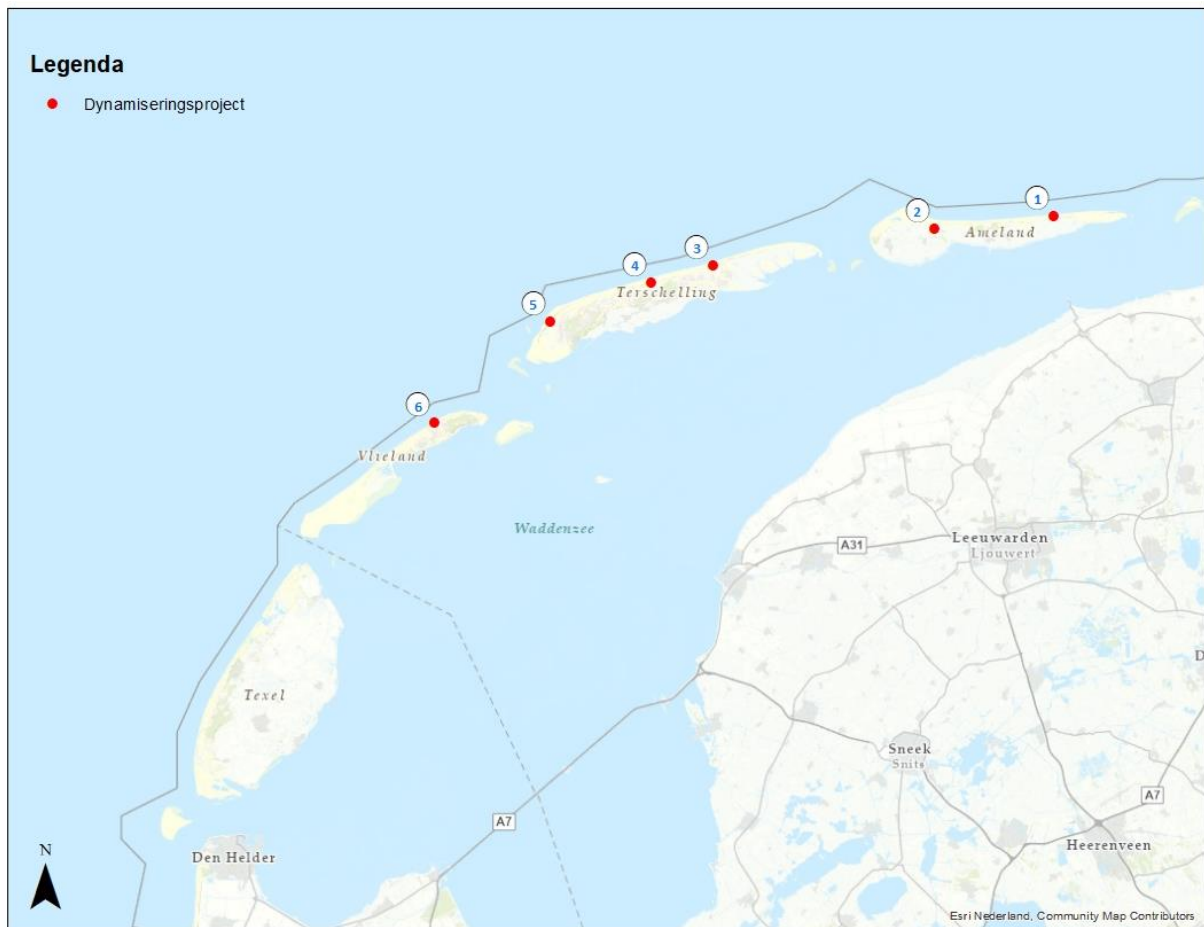 Legenda
Dynamiseringsproject
1
2
Ameland
3
4
Terschelling
5
6
Vlieland
Waddenzee
A31
Leeuwarden
Ljouwert
D
Texel
Sneek
Snits
A7
A7
Heerenveen
Den Helder
N
Esri Nederland, Community Map Contributors